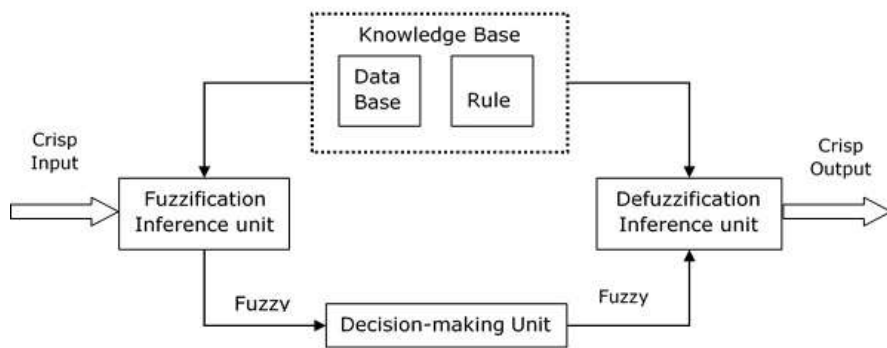 Knowledge Base
Data
Base
Rule
Crisp
Input
Crisp
Output
Fuzzification
Inference unit
Defuzzification
Inference unit
Fuzzy
Fuzzy
Decision-making Unit